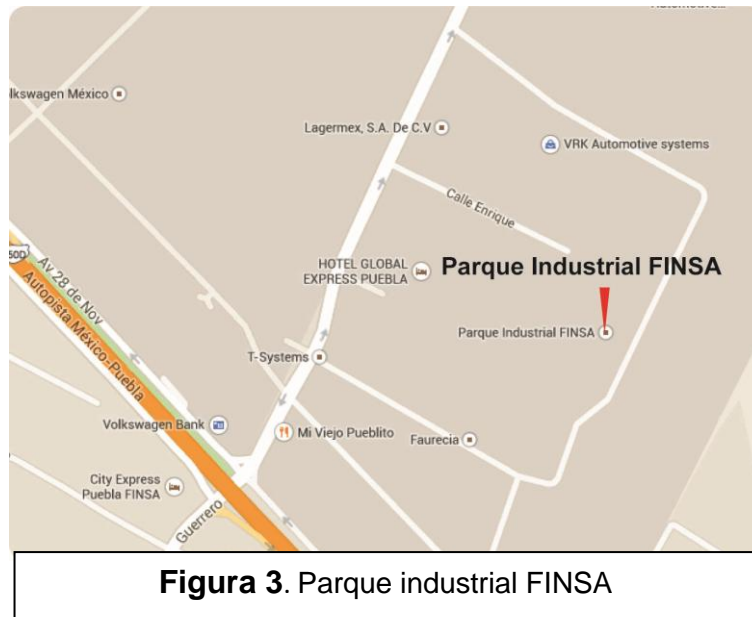 Volkswagen México
Lagermex, S.A. De C.V
VRK Automotive systems
Calle Enrique
HOTEL GLOBAL
EXPRESS PUEBLA
Parque Industrial FINSA
50D
Av 28 de Nov
Autopista México-Puebla
Parque Industrial FINSA
T-Systems
Volkswagen Bank
Mi Viejo Pueblito
Faurecia
City Express
Puebla FINSA
Guerrero
Figura 3. Parque industrial FINSA